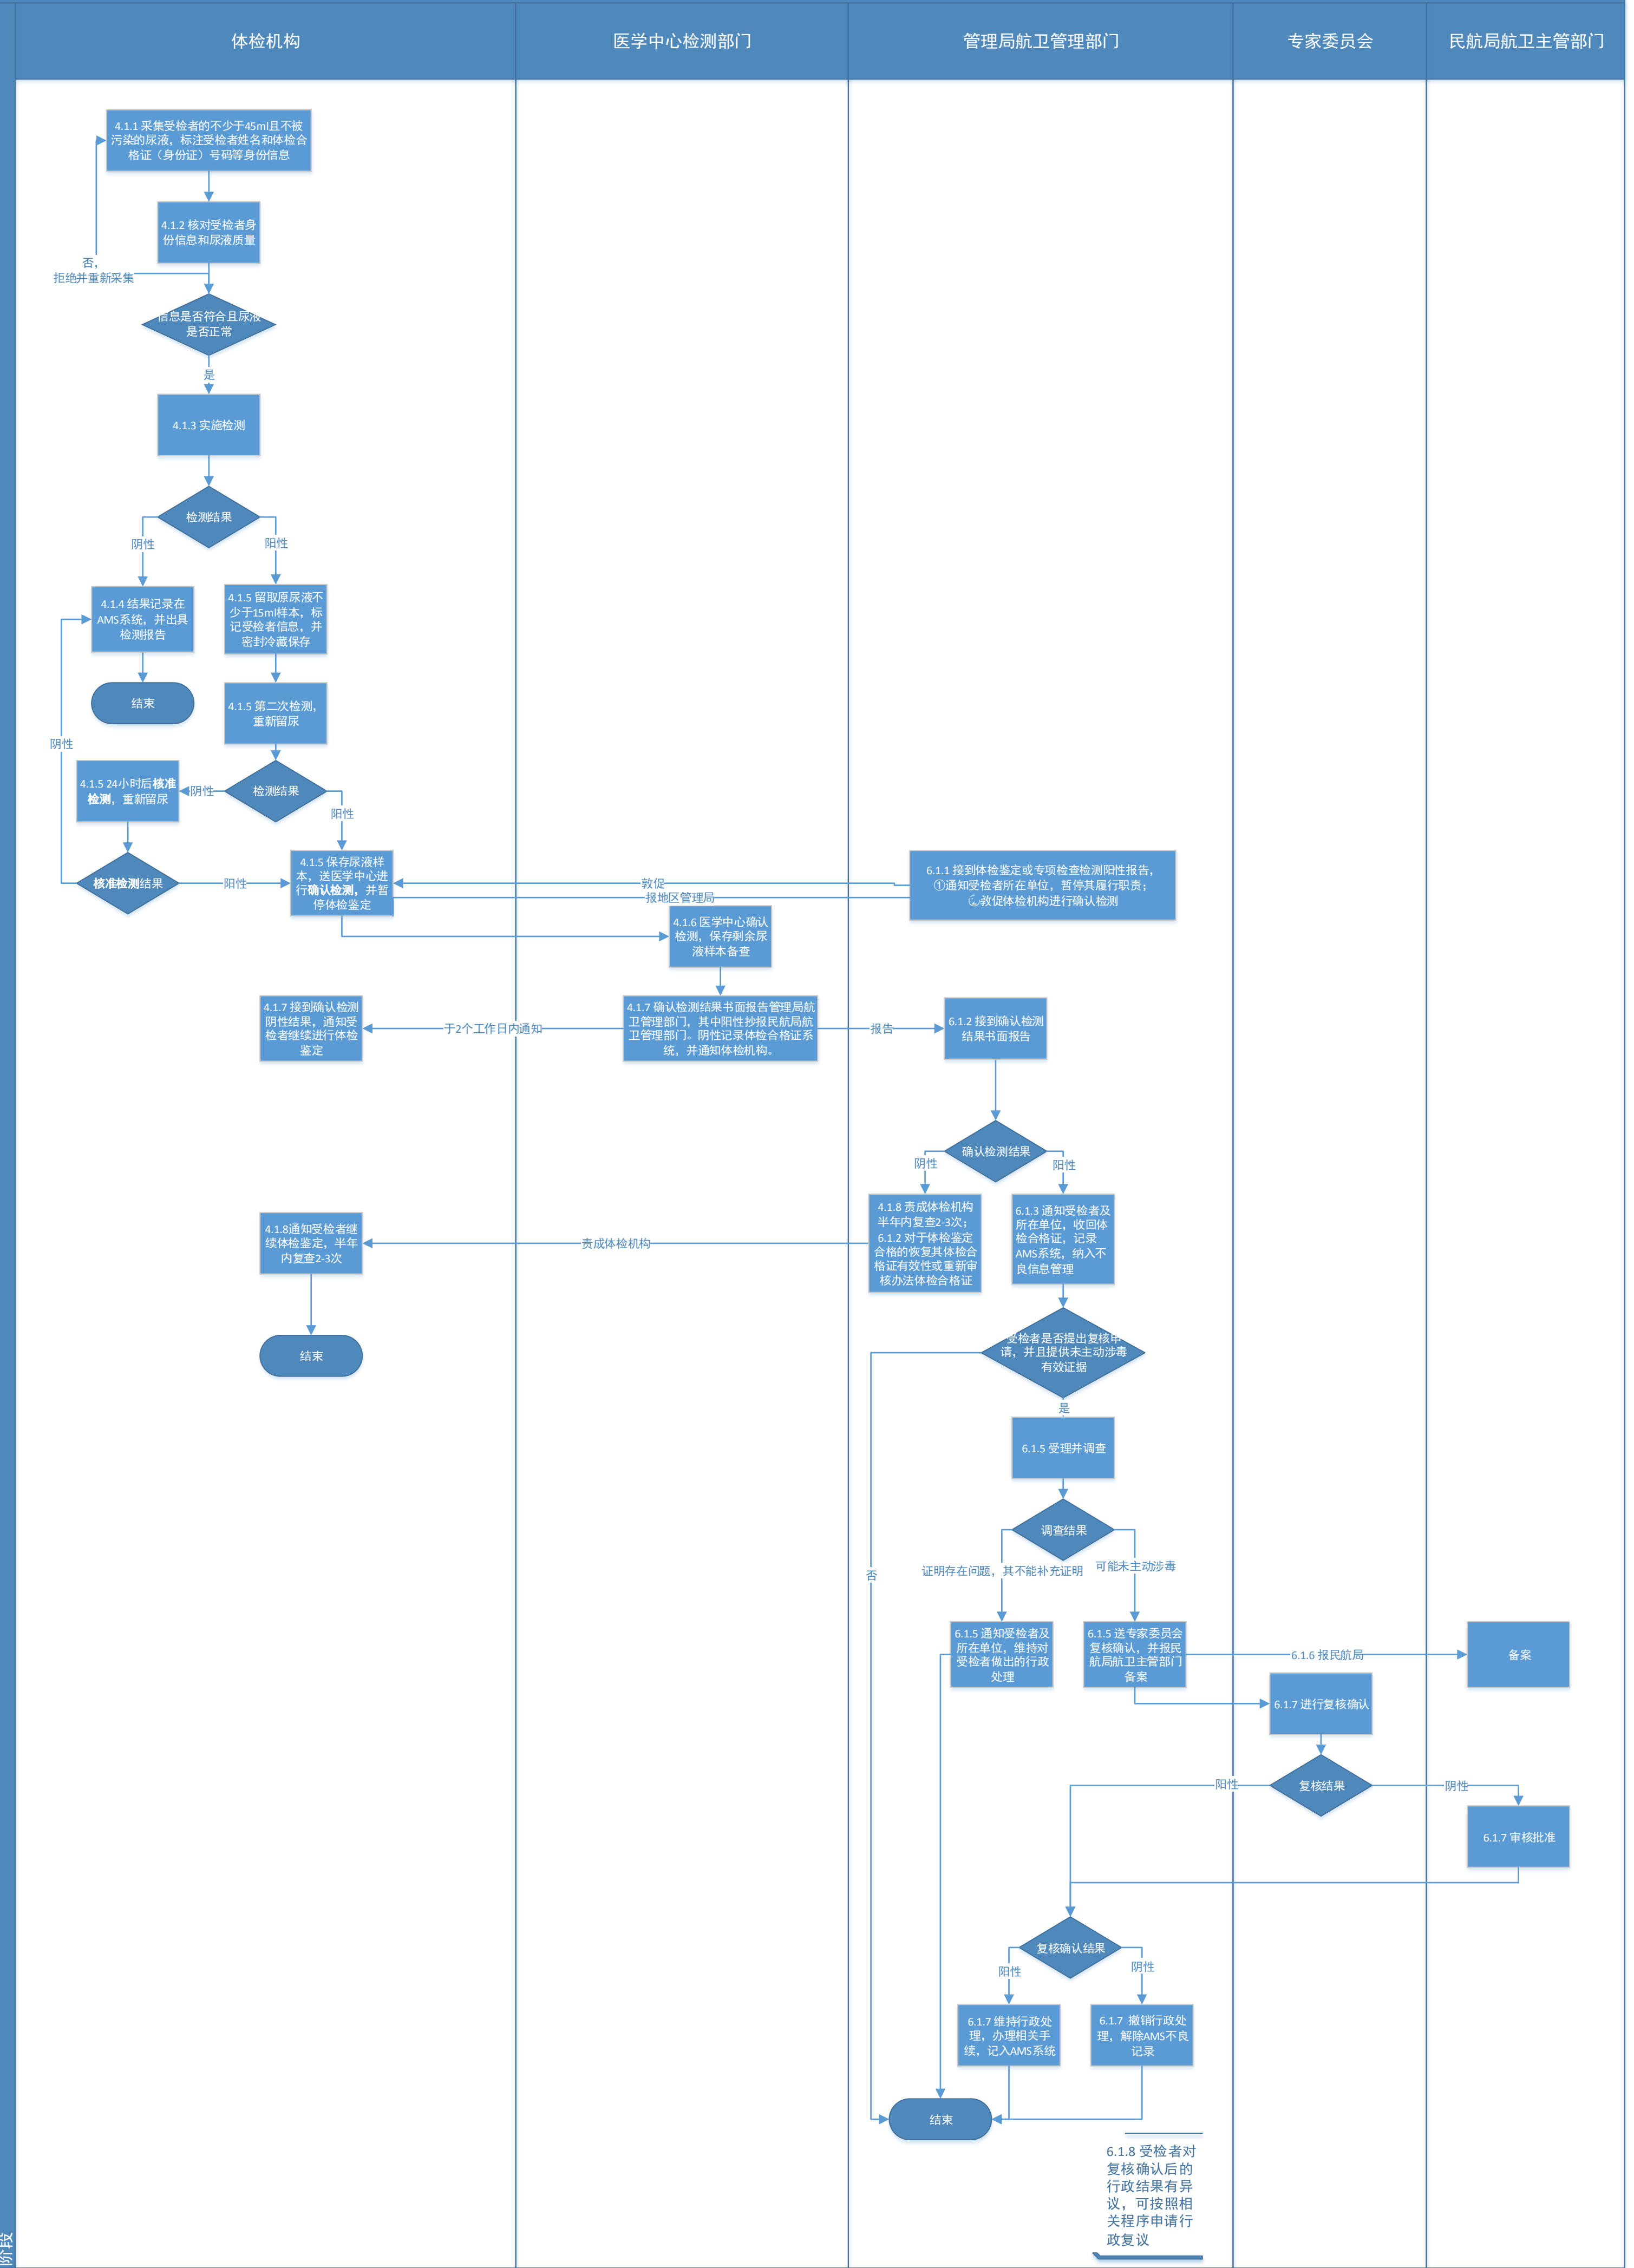 体检机构
医学中心检测部门
管理局航卫管理部门
专家委员会
民航局航卫主管部门
4.1.1 采集受检者的不少于45ml且不被
污染的尿液，标注受检者姓名和体检合
格证（身份证）号码等身份信息
4.1.2 核对受检者身
份信息和尿液质量
否，
拒绝并重新采集
信息是否符合且尿液
是否正常
是
4.1.3 实施检测
检测结果
阴性
阳性
4.1.4 结果记录在
AMS系统，并出具
检测报告
4.1.5 留取原尿液不
少于15ml样本，标
记受检者信息，并
密封冷藏保存
结束
4.1.5 第二次检测，
重新留尿
阴性
4.1.5 24小时后核准
检测，重新留尿
阴性
检测结果
阳性
核准检测结果
阳性
4.1.5 保存尿液样
本，送医学中心进
行确认检测，并暂
停体检鉴定
敦促
报地区管理局
6.1.1 接到体检鉴定或专项检查检测阳性报告，
①通知受检者所在单位，暂停其履行职责；
敦促体检机构进行确认检测
4.1.6 医学中心确认
检测，保存剩余尿
液样本备查
4.1.7 接到确认检测
阴性结果，通知受
检者继续进行体检
鉴定
于2个工作日内通知
4.1.7 确认检测结果书面报告管理局航
卫管理部门，其中阳性抄报民航局航
卫管理部门。阴性记录体检合格证系
统，并通知体检机构。
报告
6.1.2 接到确认检测
结果书面报告
确认检测结果
阴性
阳性
4.1.8通知受检者继
续体检鉴定，半年
内复查2-3次
责成体检机构
4.1.8 责成体检机构
半年内复查2-3次；
6.1.2 对于体检鉴定
合格的恢复其体检合
格证有效性或重新审
核办法体检合格证
6.1.3 通知受检者及
所在单位，收回体
检合格证，记录
AMS系统，纳入不
良信息管理
结束
受检者是否提出复核申
请，并且提供未主动涉毒
有效证据
是
6.1.5 受理并调查
调查结果
否
证明存在问题，其不能补充证明
可能未主动涉毒
6.1.5 通知受检者及
所在单位，维持对
受检者做出的行政
处理
6.1.5 送专家委员会
复核确认，并报民
航局航卫主管部门
备案
6.1.6 报民航局
备案
6.1.7 进行复核确认
阳性
复核结果
阴性
6.1.7 审核批准
复核确认结果
阳性
阴性
6.1.7 维持行政处
理，办理相关手
续，记入AMS系统
6.1.7 撤销行政处
理，解除AMS不良
记录
结束
6.1.8 受检者对
复核确认后的
行政结果有异
议，可按照相
关程序申请行
政复议
阶段